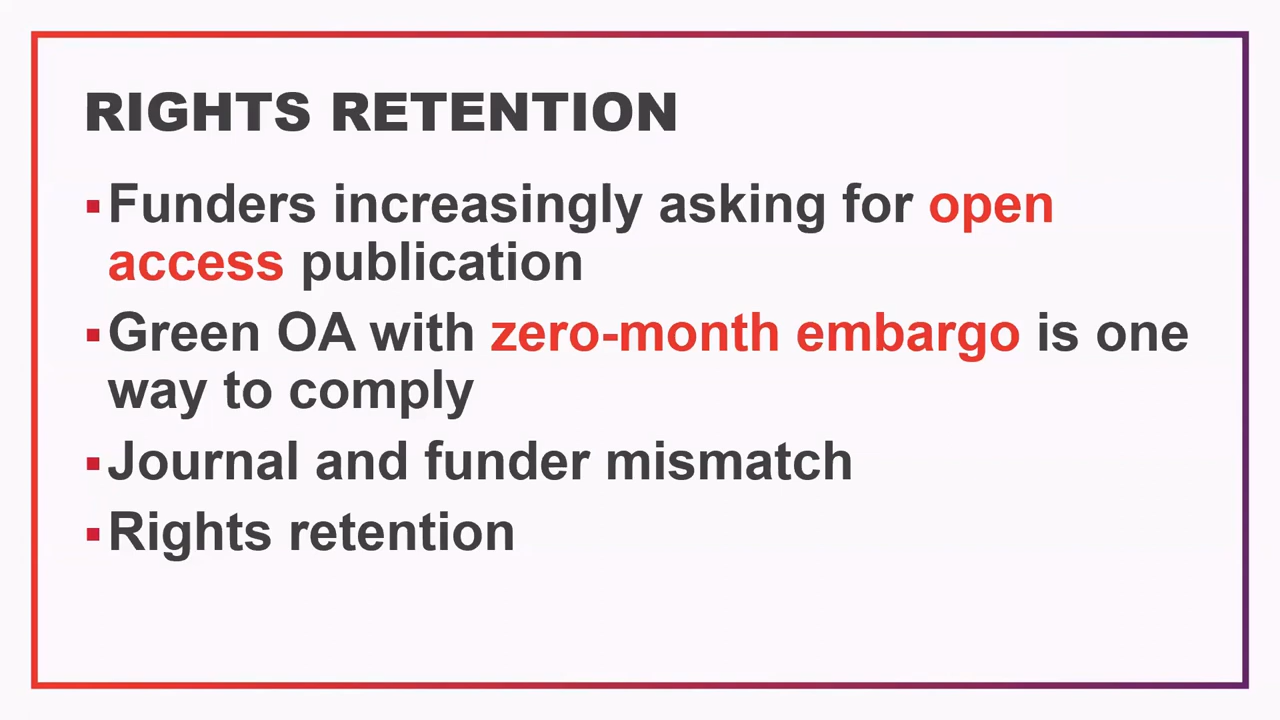 RIGHTS RETENTION
▪Funders increasingly asking for open
access publication
▪Green OA with zero-month embargo is one
way to comply
▪Journal and funder mismatch
▪Rights retention